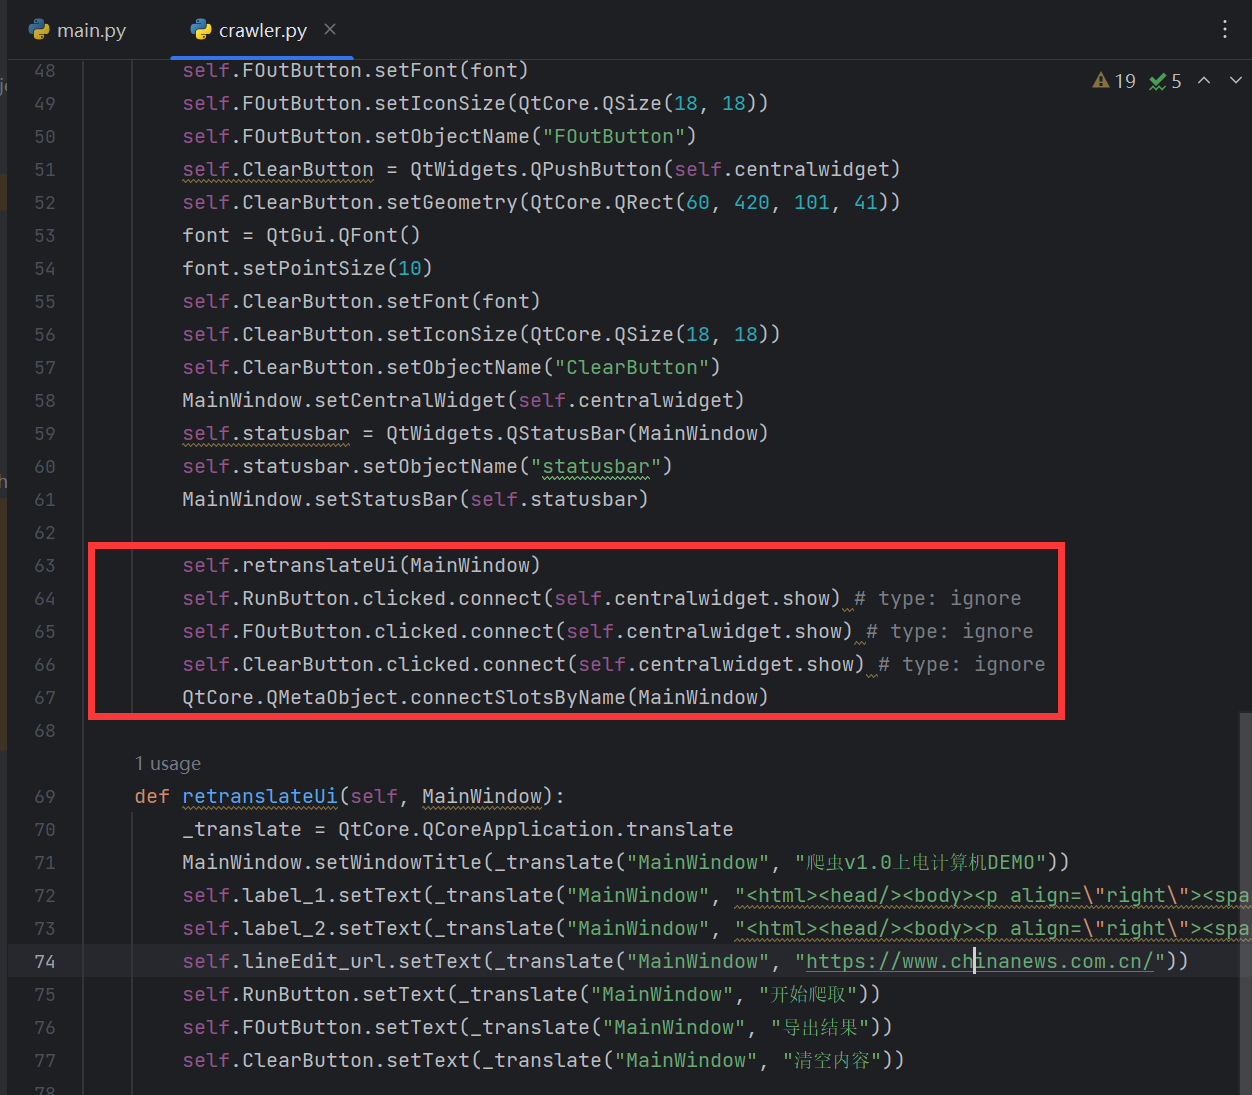 main.py
crawler.py
19
5
48 self.FOutButton.setFont(font)
49 self.FOutButton.setIconSize(QtCore.QSize(18, 18))
50 self.FOutButton.setObjectName("FOutButton")
51 self.ClearButton = QtWidgets.QPushButton(self.centralwidget)
52 self.ClearButton.setGeometry(QtCore.QRect(60, 420, 101, 41))
53 font = QtGui.QFont()
54 font.setPointSize(10)
55 self.ClearButton.setFont(font)
56 self.ClearButton.setIconSize(QtCore.QSize(18, 18))
57 self.ClearButton.setObjectName("ClearButton")
58 MainWindow.setCentralWidget(self.centralwidget)
59 self.statusbar = QtWidgets.QStatusBar(MainWindow)
60 self.statusbar.setObjectName("statusbar")
61 MainWindow.setStatusBar(self.statusbar)
62
63 self.retranslateUi(MainWindow)
64 self.RunButton.clicked.connect(self.centralwidget.show) # type: ignore
65 self.FOutButton.clicked.connect(self.centralwidget.show) # type: ignore
66 self.ClearButton.clicked.connect(self.centralwidget.show) # type: ignore
67 QtCore.QMetaObject.connectSlotsByName(MainWindow)
68
1 usage
69 def retranslateUi(self, MainWindow):
70 _translate = QtCore.QCoreApplication.translate
71 MainWindow.setWindowTitle(_translate("MainWindow", "爬虫v1.0上电计算机DEMO"))
72 self.label_1.setText(_translate("MainWindow", "<html><head/><body><p align=\"right\"><spa
73 self.label_2.setText(_translate("MainWindow", "<html><head/><body><p align=\"right\"><spa
74 self.lineEdit_url.setText(_translate("MainWindow", "https://www.chinanews.com.cn/"))
75 self.RunButton.setText(_translate("MainWindow", "开始爬取"))
76 self.FOutButton.setText(_translate("MainWindow", "导出结果"))
77 self.ClearButton.setText(_translate("MainWindow", "清空内容"))
78